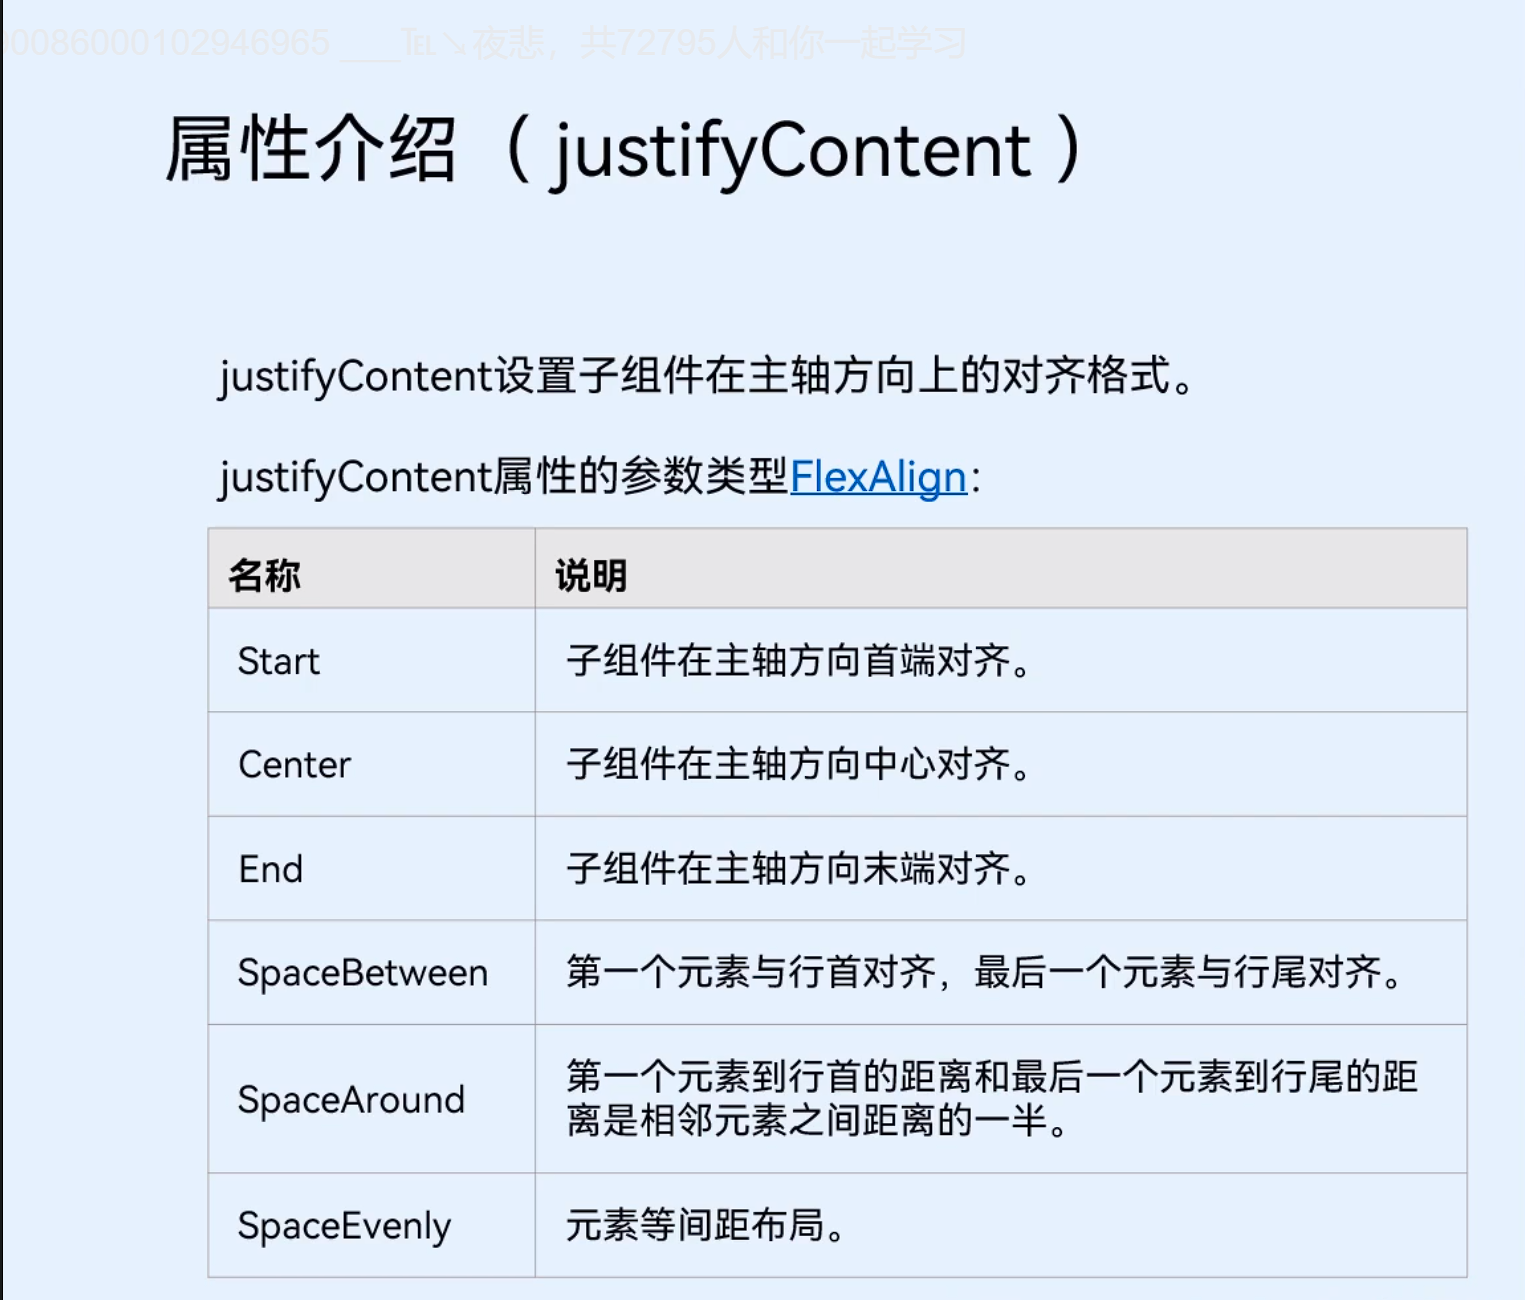 00086000102946965 ___℡↘夜悲，共72795人和你一起学习
属性介绍（justifyContent）
justifyContent设置子组件在主轴方向上的对齐格式。
justifyContent属性的参数类型FlexAlign：
名称 说明
Start 子组件在主轴方向首端对齐。
Center 子组件在主轴方向中心对齐。
End 子组件在主轴方向末端对齐。
SpaceBetween 第一个元素与行首对齐，最后一个元素与行尾对齐。
SpaceAround 第一个元素到行首的距离和最后一个元素到行尾的距
离是相邻元素之间距离的一半。
SpaceEvenly 元素等间距布局。